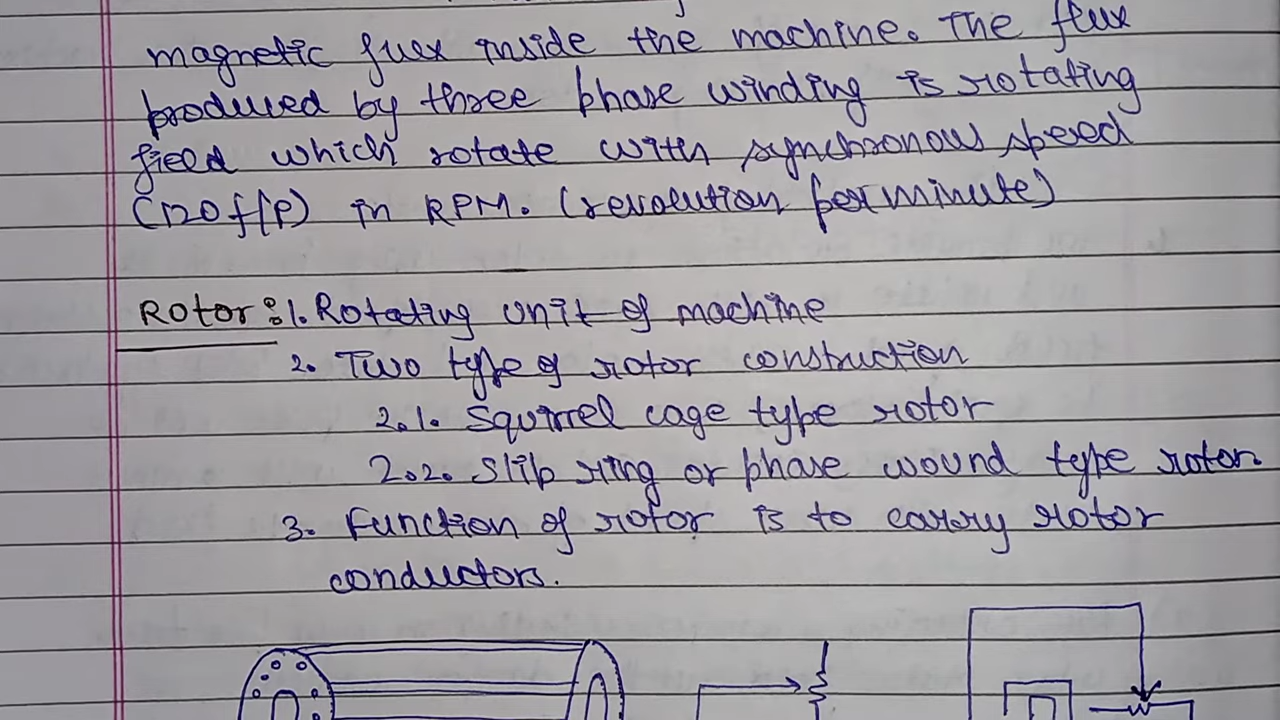 magnetic fuex inside the machine. The flux
produced by three phase winding is rotating
field which rotate with synchronous speed
(120f/P) in RPM. (revolution per minute)
Rotor: 1. Rotating unit of machine
2. Two type of rotor construction
2.1. Squirrel cage type rotor
2.2. Slip ring or phase wound type rotor.
3. Function of rotor is to carry rotor
conductors.